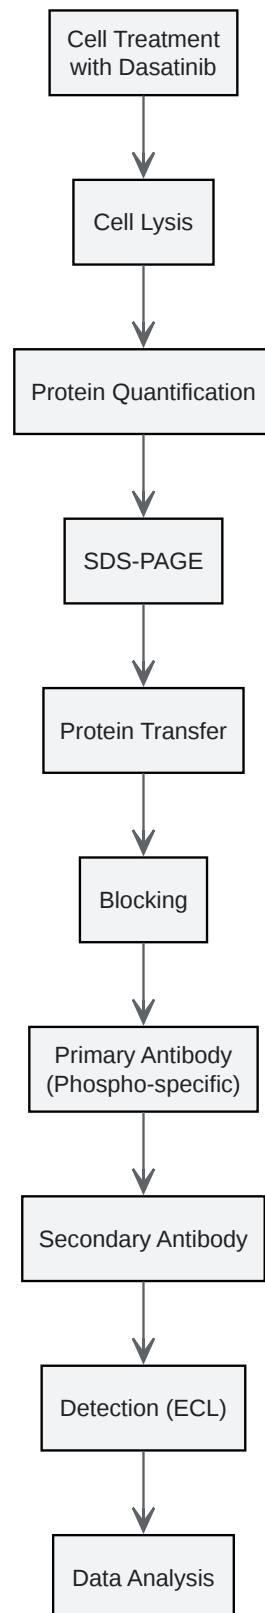 Cell Treatment
with Dasatinib
Cell Lysis
Protein Quantification
SDS-PAGE
Protein Transfer
Blocking
Primary Antibody
(Phospho-specific)
Secondary Antibody
Detection (ECL)
Data Analysis